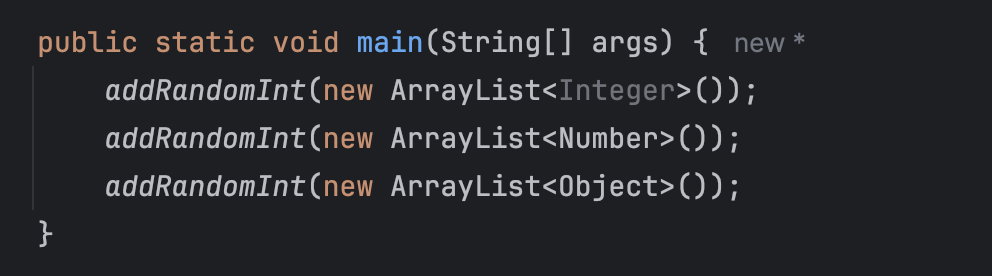 public static void main(String[] args) { new *
addRandomInt(new ArrayList<Integer>());
addRandomInt(new ArrayList<Number>());
addRandomInt(new ArrayList<Object>());
}